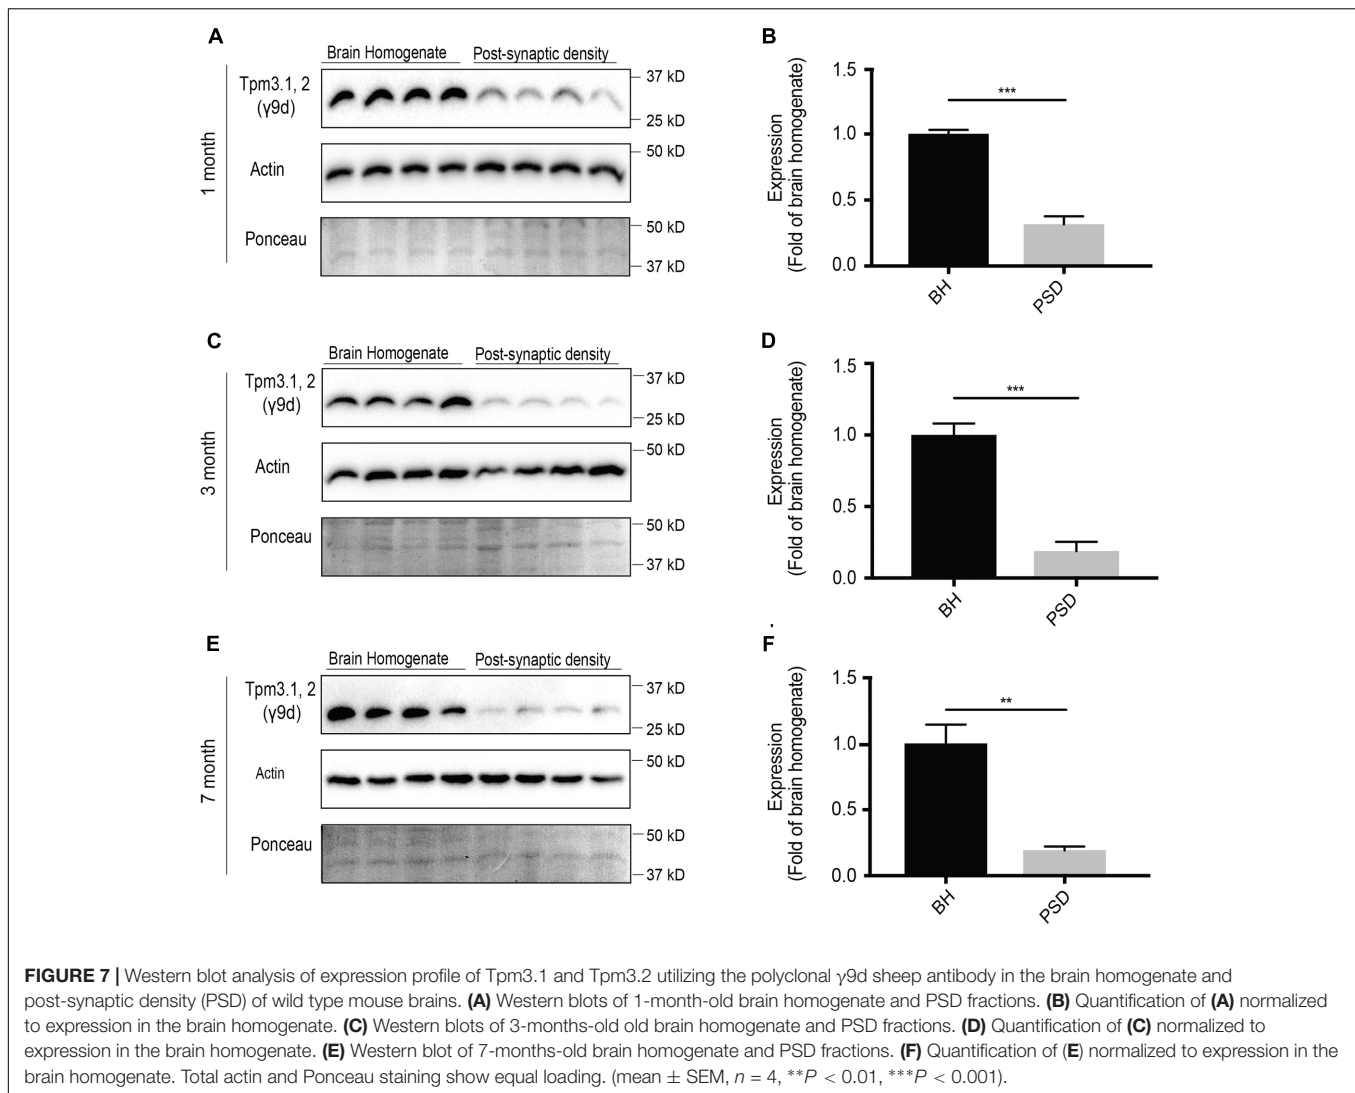 A
Brain Homogenate Post-synaptic density
Tpm3.1, 2
(γ9d)
37 kD
25 kD
1 month
Actin
50 kD
Ponceau
50 kD
37 kD
B
Expression
(Fold of brain homogenate)
1.5
1.0
0.5
0.0
***
BH
PSD
C
Brain Homogenate Post-synaptic density
Tpm3.1, 2
(γ9d)
37 kD
25 kD
3 month
Actin
50 kD
Ponceau
50 kD
37 kD
D
Expression
(Fold of brain homogenate)
1.5
1.0
0.5
0.0
***
BH
PSD
E
Brain Homogenate Post-synaptic density
Tpm3.1, 2
(γ9d)
37 kD
25 kD
7 month
Actin
50 kD
Ponceau
50 kD
37 kD
F
Expression
(Fold of brain homogenate)
1.5
1.0
0.5
0.0
**
BH
PSD
FIGURE 7 | Western blot analysis of expression profile of Tpm3.1 and Tpm3.2 utilizing the polyclonal γ9d sheep antibody in the brain homogenate and
post-synaptic density (PSD) of wild type mouse brains. (A) Western blots of 1-month-old brain homogenate and PSD fractions. (B) Quantification of (A) normalized
to expression in the brain homogenate. (C) Western blots of 3-months-old old brain homogenate and PSD fractions. (D) Quantification of (C) normalized to
expression in the brain homogenate. (E) Western blot of 7-months-old brain homogenate and PSD fractions. (F) Quantification of (E) normalized to expression in the
brain homogenate. Total actin and Ponceau staining show equal loading. (mean ± SEM, n = 4, **P < 0.01, ***P < 0.001).